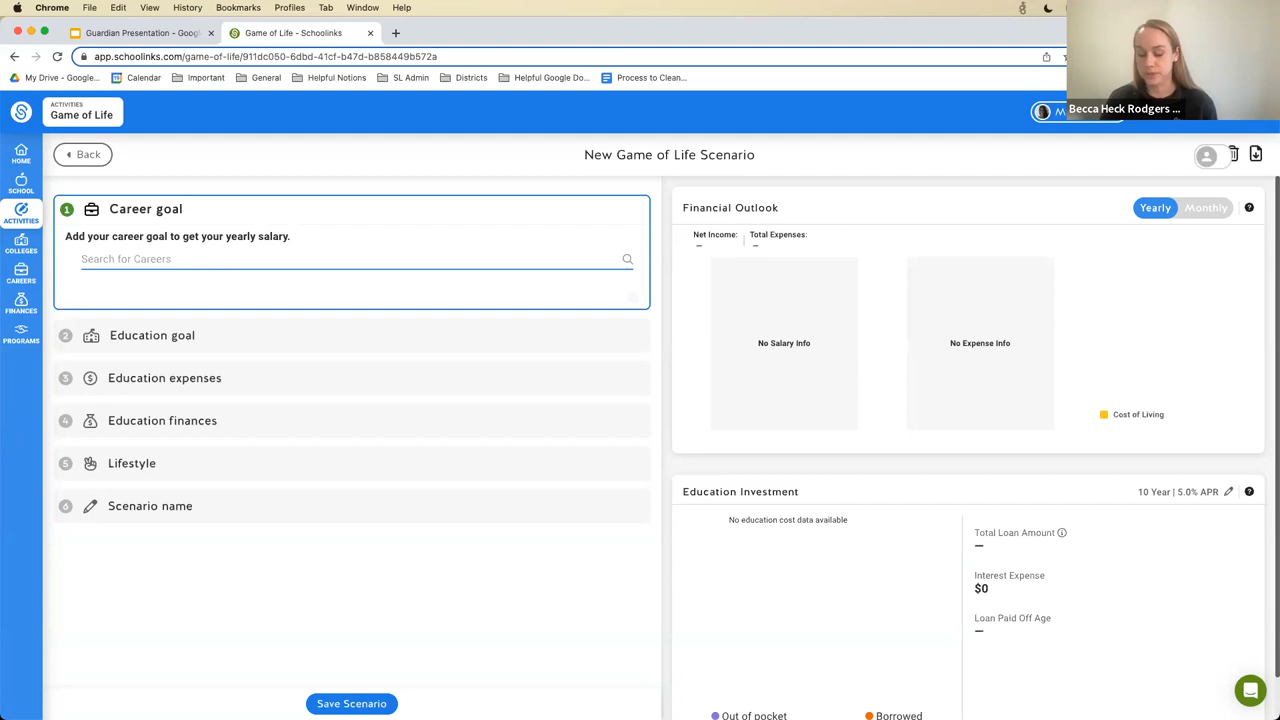 Chrome File Edit View History Bookmarks Profiles Tab Window Help
Guardian Presentation - Googl
Game of Life - Schoolinks
app.schoolinks.com/game-of-life/911dc050-6dbd-41cf-b47d-b858449b572a
My Drive - Google...
Calendar
Important
General
Helpful Notions
SL Admin
Districts
Helpful Google Do...
Process to Clean...
Becca Heck Rodgers ...
ACTIVITIES
Game of Life
HOME
SCHOOL
ACTIVITIES
COLLEGES
CAREERS
FINANCES
PROGRAMS
Back
New Game of Life Scenario
1 Career goal
Add your career goal to get your yearly salary.
Search for Careers
2 Education goal
3 Education expenses
4 Education finances
5 Lifestyle
6 Scenario name
Save Scenario
Financial Outlook
Yearly Monthly
Net Income: Total Expenses:
– –
No Salary Info
No Expense Info
Cost of Living
Education Investment
10 Year | 5.0% APR
No education cost data available
Total Loan Amount
–
Interest Expense
$0
Loan Paid Off Age
–
Out of pocket
Borrowed